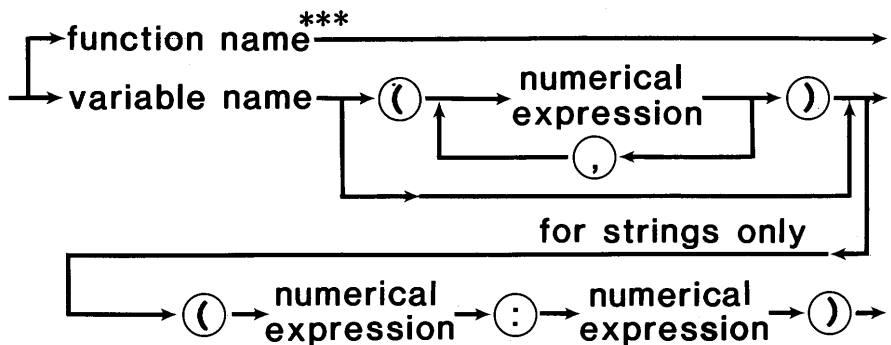 function name***
variable name ( numerical expression )
,
for strings only
( numerical expression : numerical expression )